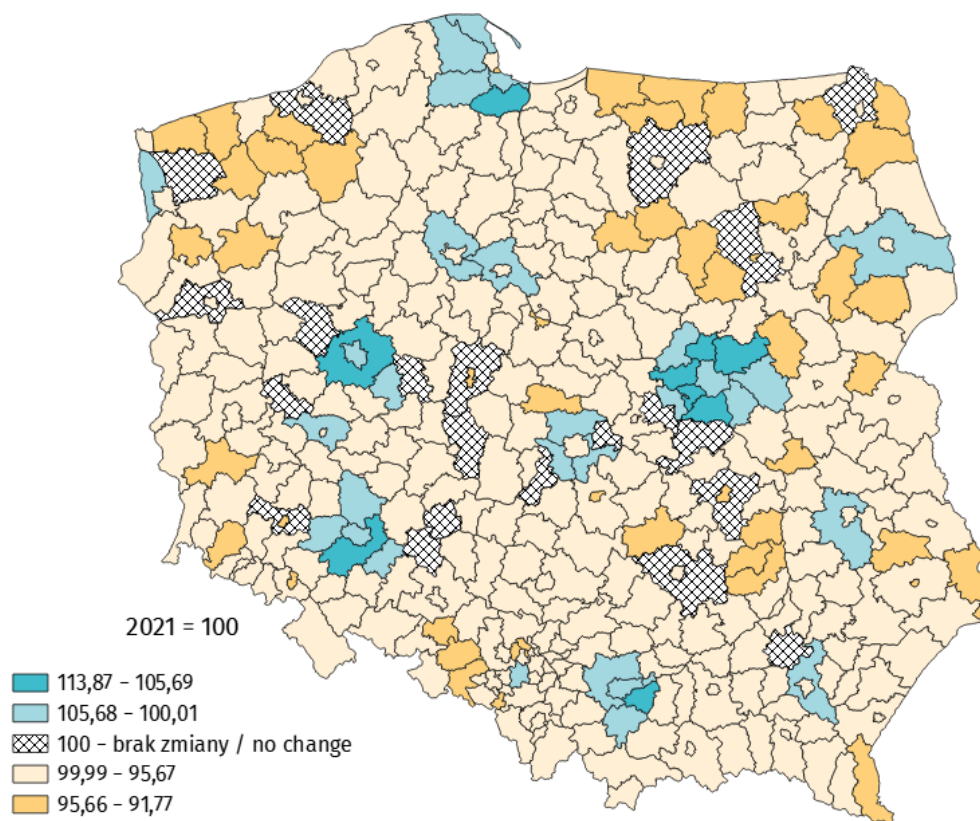 2021 = 100
113,87 – 105,69
105,68 – 100,01
100 – brak zmiany / no change
99,99 – 95,67
95,66 – 91,77